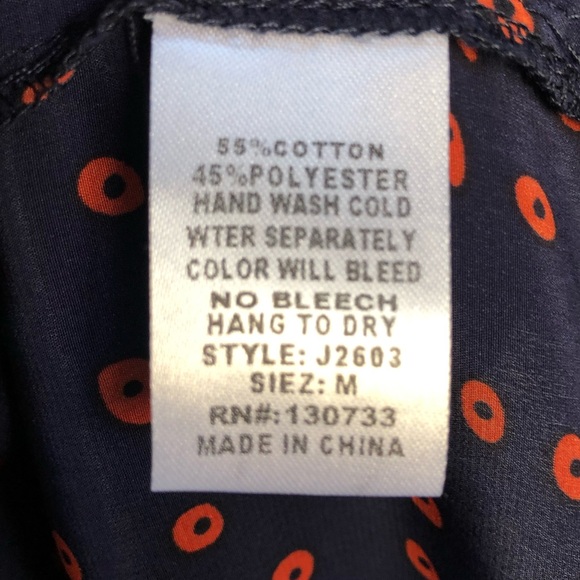 55%COTTON
45%POLYESTER
HAND WASH COLD
WTER SEPARATELY
COLOR WILL BLEED
NO BLEECH
HANG TO DRY
STYLE: J2603
SIEZ: M
RN#:130733
MADE IN CHINA